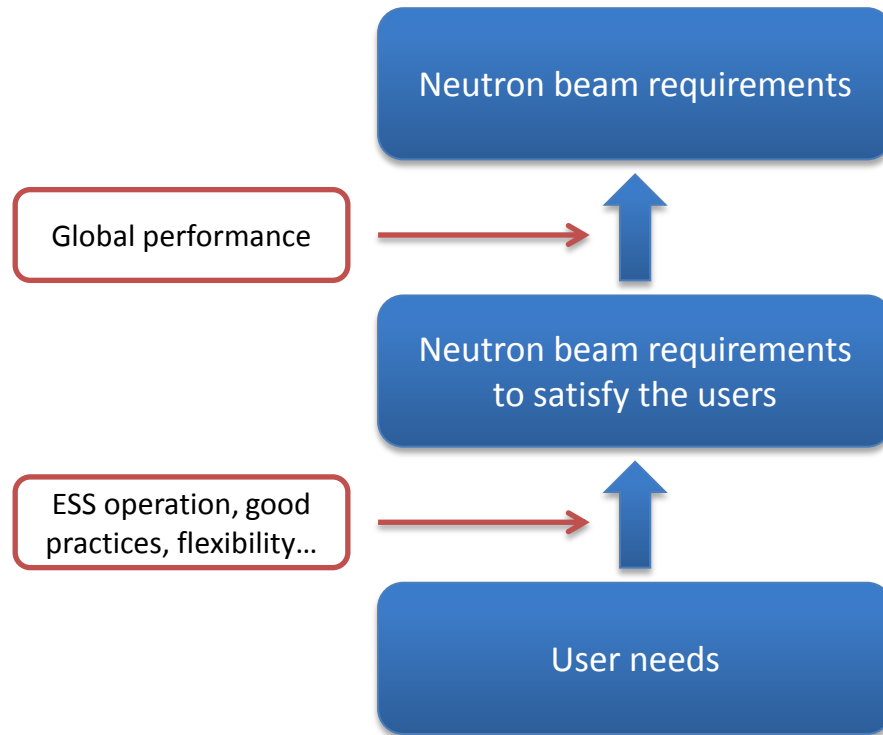 Neutron beam requirements
Global performance
Neutron beam requirements
to satisfy the users
ESS operation, good
practices, flexibility…
User needs